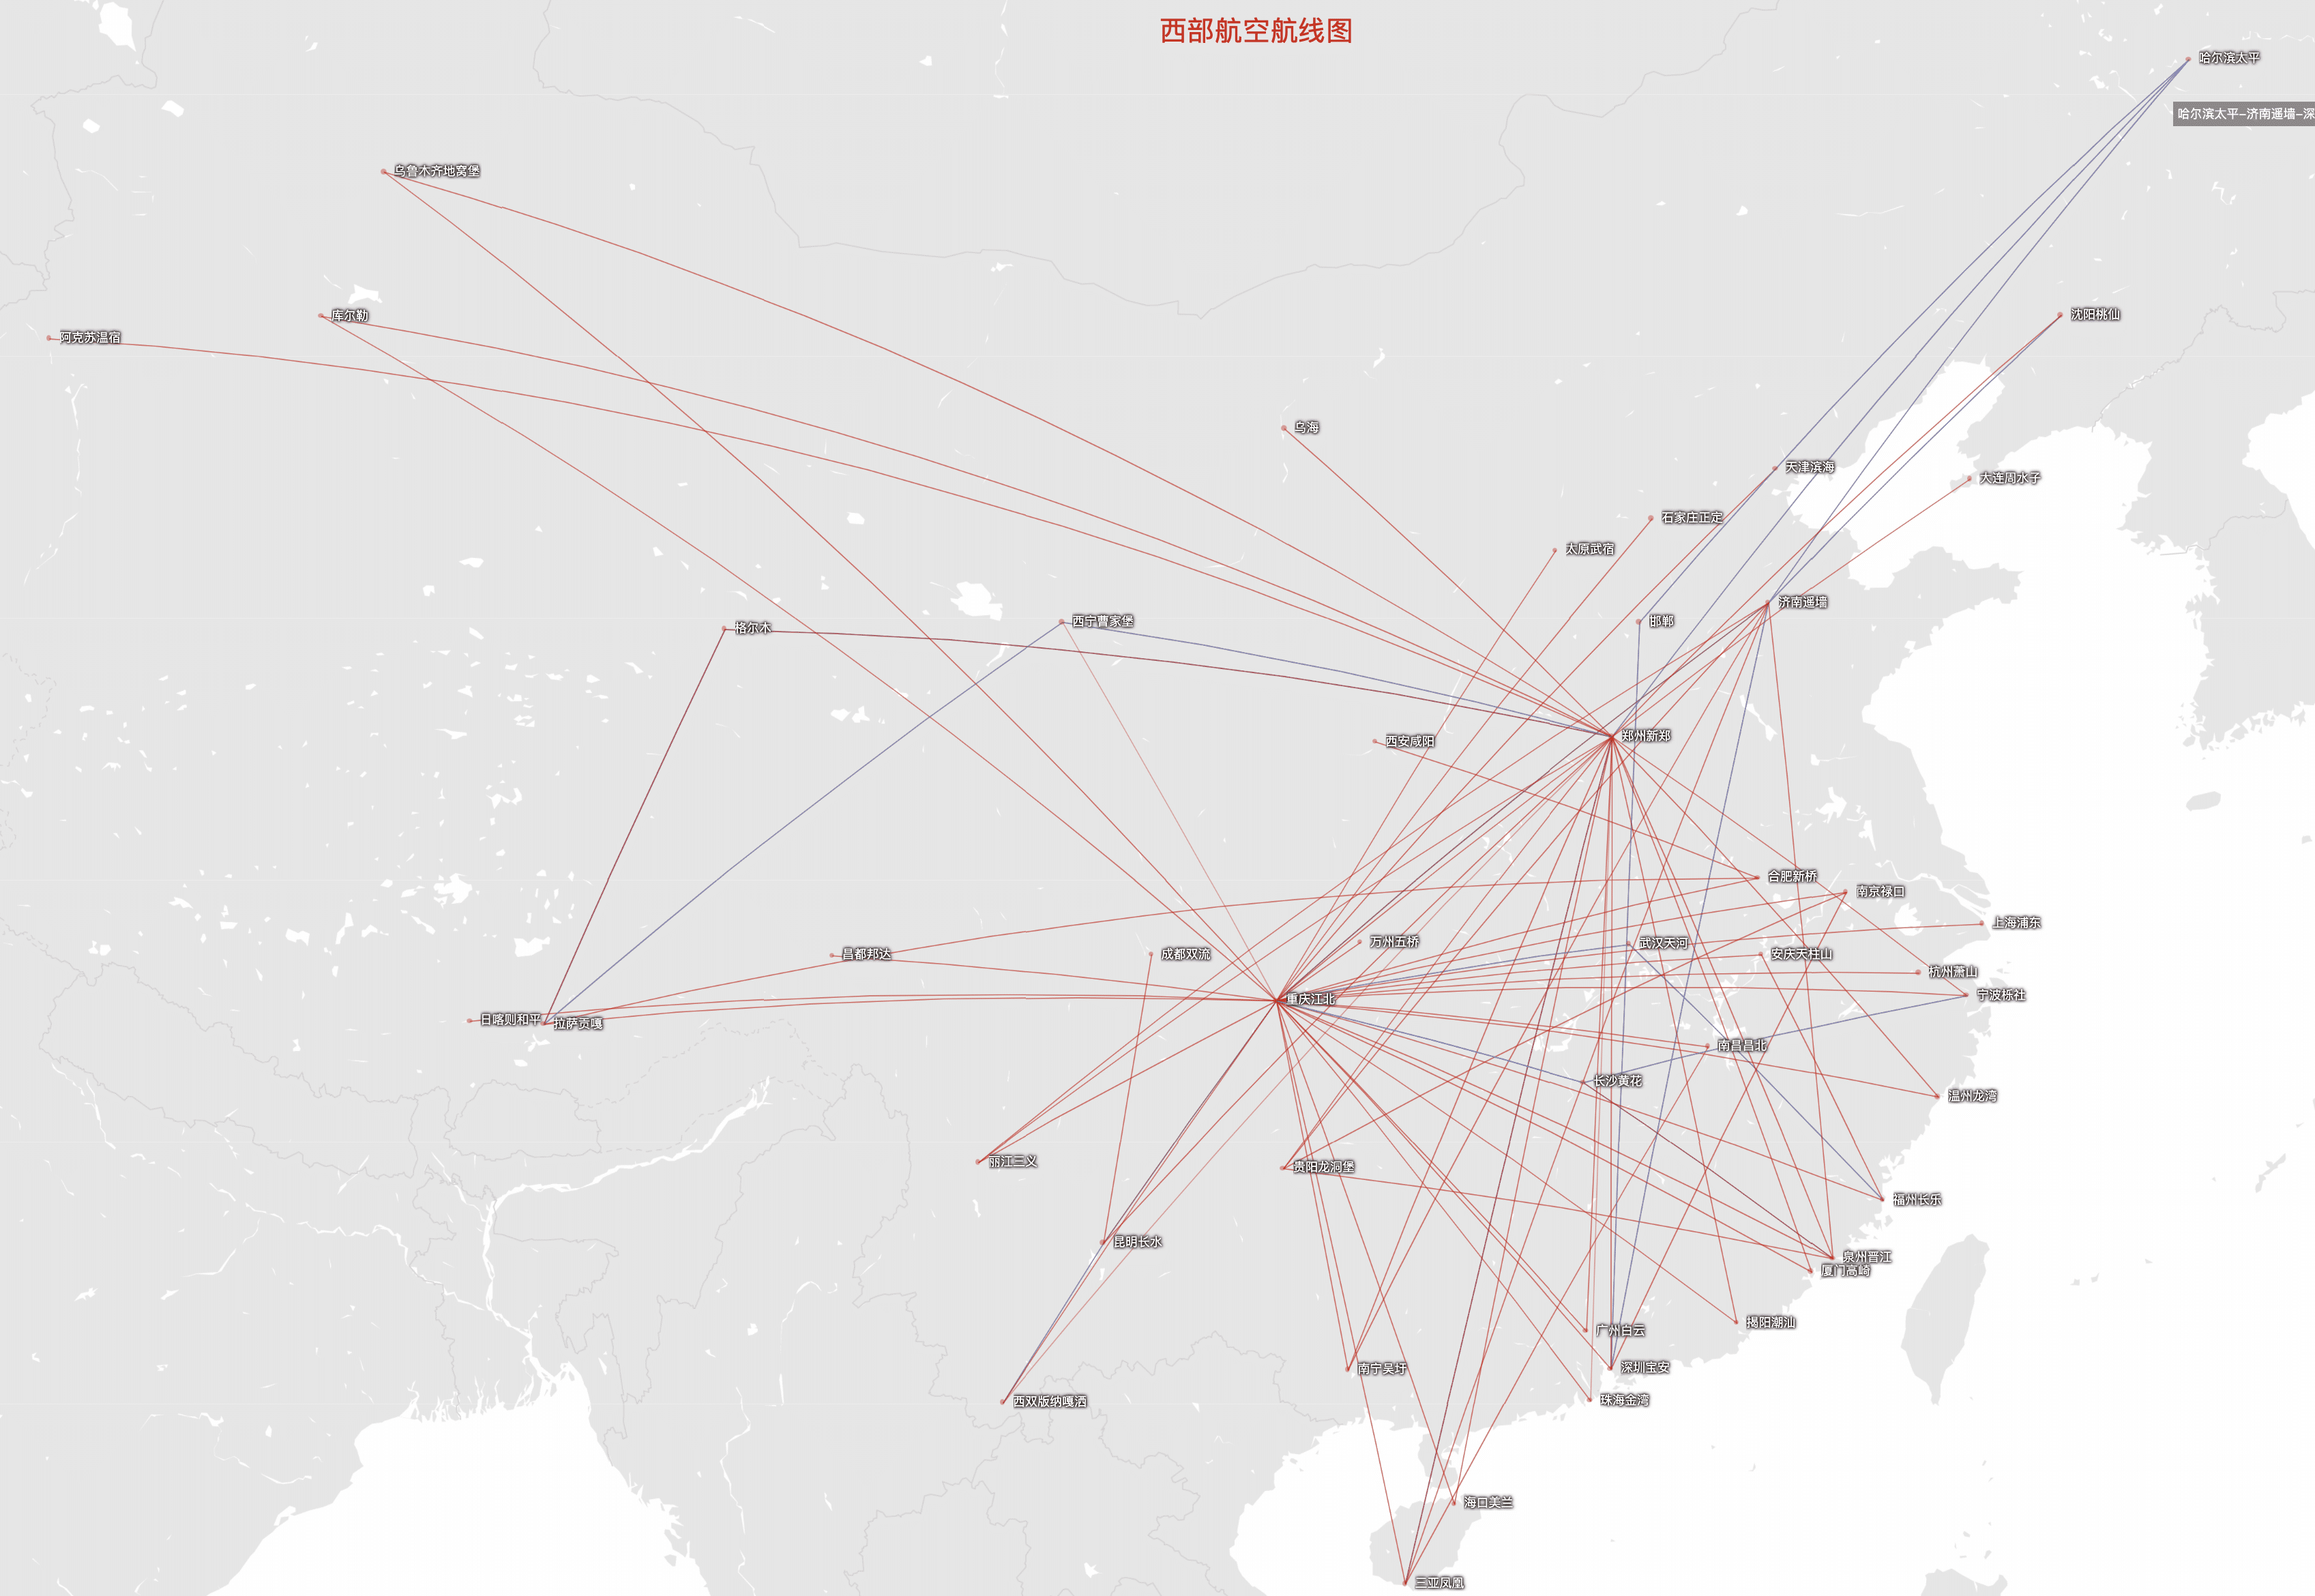 西部航空航线图
哈尔滨太平
哈尔滨太平-济南遥墙-深
乌鲁木齐地窝堡
库尔勒
沈阳桃仙
阿克苏温宿
乌海
天津滨海
大连周水子
石家庄正定
太原武宿
济南遥墙
格尔木
西宁曹家堡
邯郸
郑州新郑
西安咸阳
合肥新桥
南京禄口
上海浦东
万州五桥
武汉天河
昌都邦达
成都双流
安庆天柱山
杭州萧山
宁波栎社
重庆江北
日喀则和平
拉萨贡嘎
南昌昌北
长沙黄花
温州龙湾
丽江三义
贵阳龙洞堡
福州长乐
昆明长水
泉州晋江
厦门高崎
揭阳潮汕
广州白云
南宁吴圩
深圳宝安
西双版纳嘎洒
珠海金湾
海口美兰
三亚凤凰